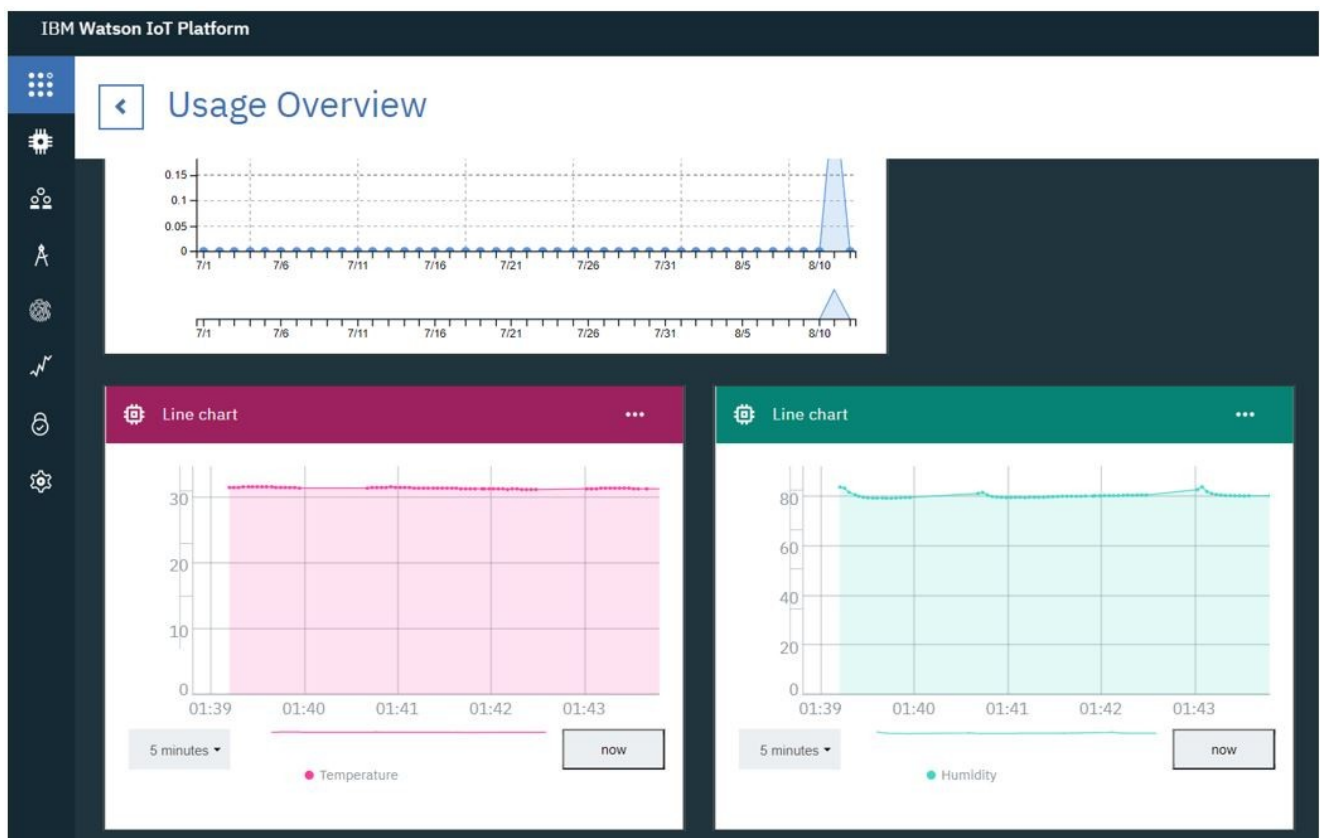 IBM Watson IoT Platform
Usage Overview
0.15
0.1
0.05
0
7/1 7/6 7/11 7/16 7/21 7/26 7/31 8/5 8/10
7/1 7/6 7/11 7/16 7/21 7/26 7/31 8/5 8/10
Line chart
30
20
10
0
01:39 01:40 01:41 01:42 01:43
5 minutes
now
Temperature
Line chart
80
60
40
20
0
01:39 01:40 01:41 01:42 01:43
5 minutes
now
Humidity